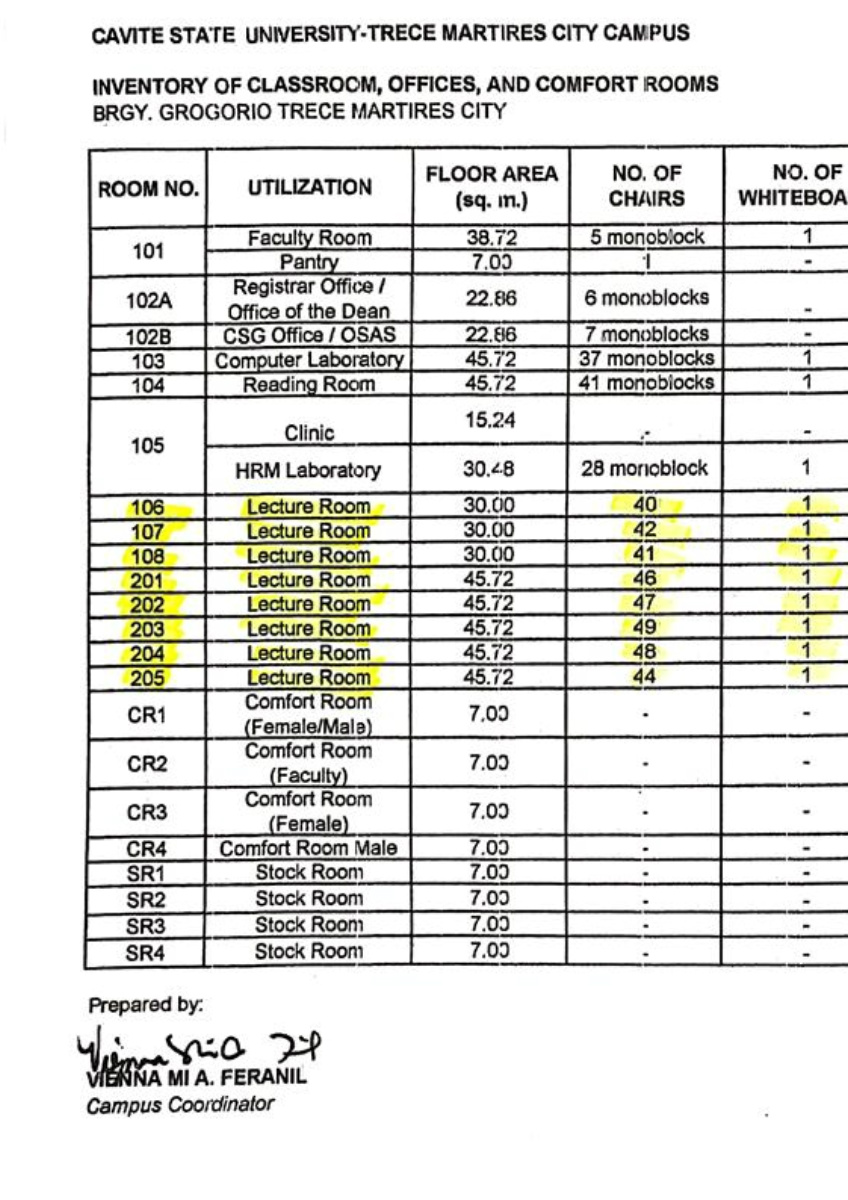 CAVITE STATE UNIVERSITY-TRECE MARTIRES CITY CAMPUS
INVENTORY OF CLASSROOM, OFFICES, AND COMFORT ROOMS
BRGY. GROGORIO TRECE MARTIRES CITY
ROOM NO. UTILIZATION FLOOR AREA (sq. m.) NO. OF CHAIRS NO. OF WHITEBOA
101 Faculty Room 38.72 5 monoblock 1
Pantry 7.00 1 -
102A Registrar Office / Office of the Dean 22.86 6 monoblocks -
102B CSG Office / OSAS 22.86 7 monoblocks -
103 Computer Laboratory 45.72 37 monoblocks 1
104 Reading Room 45.72 41 monoblocks 1
105 Clinic 15.24 - -
HRM Laboratory 30.48 28 monoblock 1
106 Lecture Room 30.00 40 1
107 Lecture Room 30.00 42 1
108 Lecture Room 30.00 41 1
201 Lecture Room 45.72 46 1
202 Lecture Room 45.72 47 1
203 Lecture Room 45.72 49 1
204 Lecture Room 45.72 48 1
205 Lecture Room 45.72 44 1
CR1 Comfort Room (Female/Male) 7.00 - -
CR2 Comfort Room (Faculty) 7.00 - -
CR3 Comfort Room (Female) 7.00 - -
CR4 Comfort Room Male 7.00 - -
SR1 Stock Room 7.00 - -
SR2 Stock Room 7.00 - -
SR3 Stock Room 7.00 - -
SR4 Stock Room 7.00 - -
Prepared by:
VIENNA MI A. FERANIL
Campus Coordinator